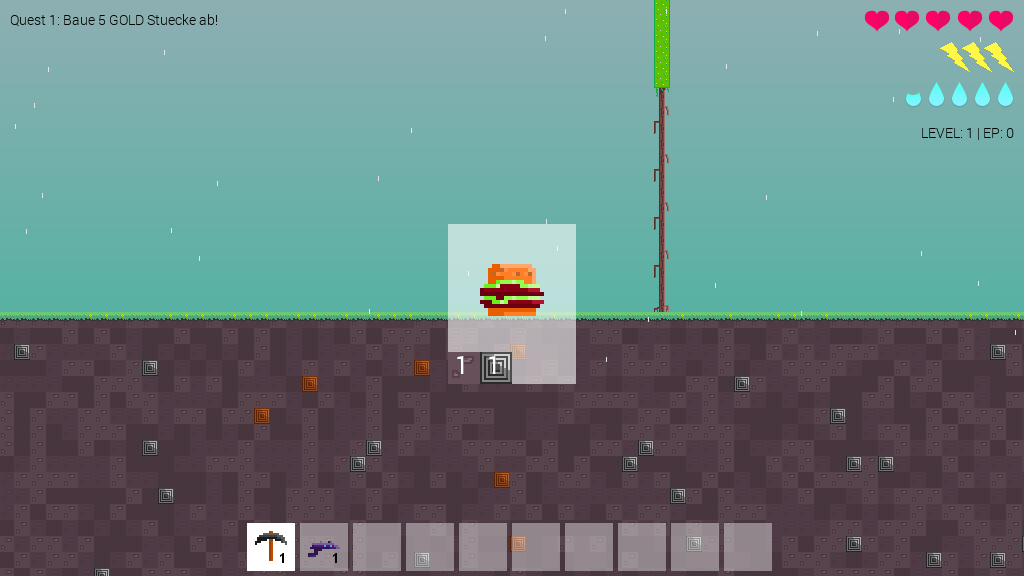 Quest 1: Baue 5 GOLD Stuecke ab!
LEVEL: 1 | EP: 0
1 1
1 1